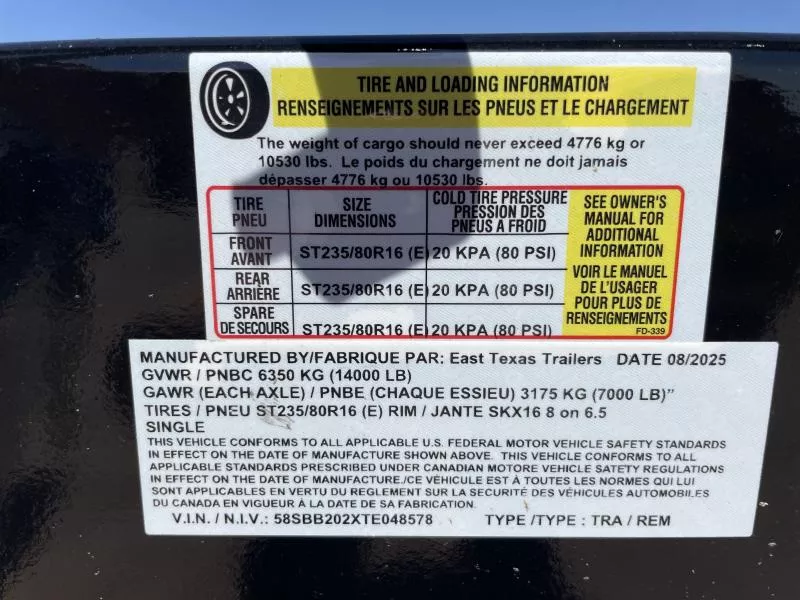 TIRE AND LOADING INFORMATION
RENSEIGNEMENTS SUR LES PNEUS ET LE CHARGEMENT
The weight of cargo should never exceed 4776 kg or
10530 lbs. Le poids du chargement ne doit jamais
dépasser 4776 kg ou 10530 lbs.
TIRE
PNEU
SIZE
DIMENSIONS
COLD TIRE PRESSURE
PRESSION DES
PNEUS A FROID
FRONT
AVANT
ST235/80R16 (E) 20 KPA (80 PSI)
REAR
ARRIÈRE
ST235/80R16 (E) 20 KPA (80 PSI)
SPARE
DE SECOURS
ST235/80R16 (E) 20 KPA (80 PSI)
SEE OWNER'S
MANUAL FOR
ADDITIONAL
INFORMATION
VOIR LE MANUEL
DE L'USAGER
POUR PLUS DE
RENSEIGNEMENTS
FD-339
MANUFACTURED BY/FABRIQUE PAR: East Texas Trailers DATE 08/2025
GVWR / PNBC 6350 KG (14000 LB)
GAWR (EACH AXLE) / PNBE (CHAQUE ESSIEU) 3175 KG (7000 LB)"
TIRES / PNEU ST235/80R16 (E) RIM / JANTE SKX16 8 on 6.5
SINGLE
THIS VEHICLE CONFORMS TO ALL APPLICABLE U.S. FEDERAL MOTOR VEHICLE SAFETY STANDARDS
IN EFFECT ON THE DATE OF MANUFACTURE SHOWN ABOVE. THIS VEHICLE CONFORMS TO ALL
APPLICABLE STANDARDS PRESCRIBED UNDER CANADIAN MOTORE VEHICLE SATETY REGULATIONS
IN EFFECT ON THE DATE OF MANUFACTURE./CE VÉHICULE EST À TOUTES LES NORMES QUI LUI
SONT APPLICABLES EN VERTU DU REGLEMENT SUR LA SECURITÉ DES VÉHICULES AUTOMOBILES
DU CANADA EN VIGUEUR À LA DATE DE SA FABRICATION.
V.I.N. / N.I.V.: 58SBB202XTE048578 TYPE /TYPE : TRA / REM